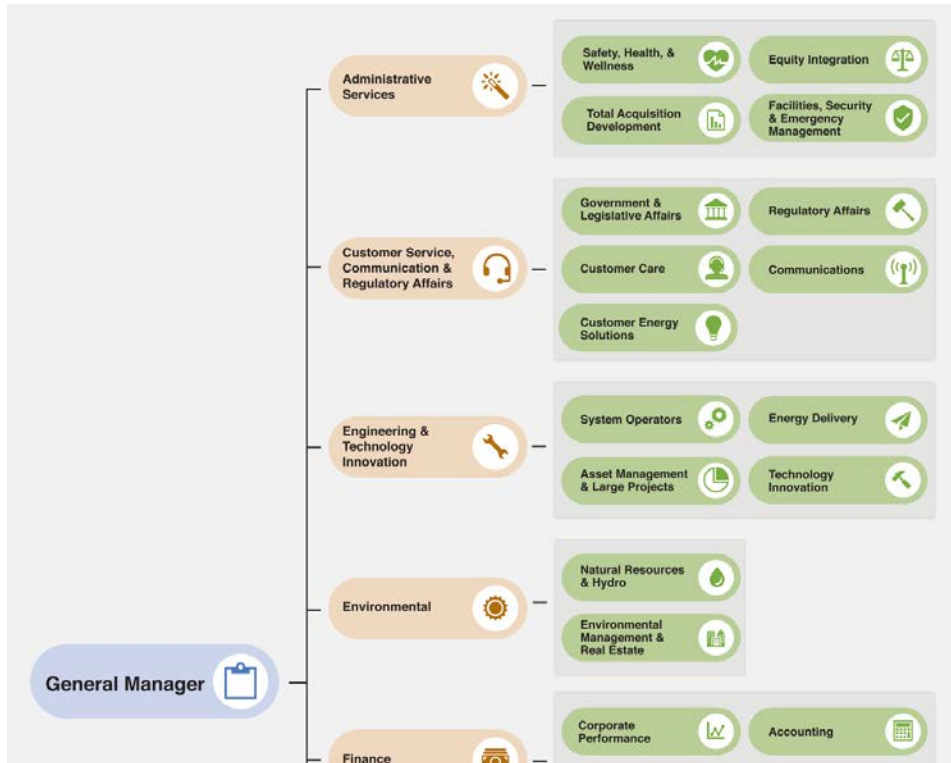 Administrative
Services
Safety, Health, &
Wellness
Equity Integration
Total Acquisition
Development
Facilities, Security
& Emergency
Management
Customer Service,
Communication &
Regulatory Affairs
Government &
Legislative Affairs
Regulatory Affairs
Customer Care
Communications
Customer Energy
Solutions
Engineering &
Technology
Innovation
System Operators
Energy Delivery
Asset Management
& Large Projects
Technology
Innovation
Environmental
Natural Resources
& Hydro
Environmental
Management &
Real Estate
General Manager
Finance
Corporate
Performance
Accounting